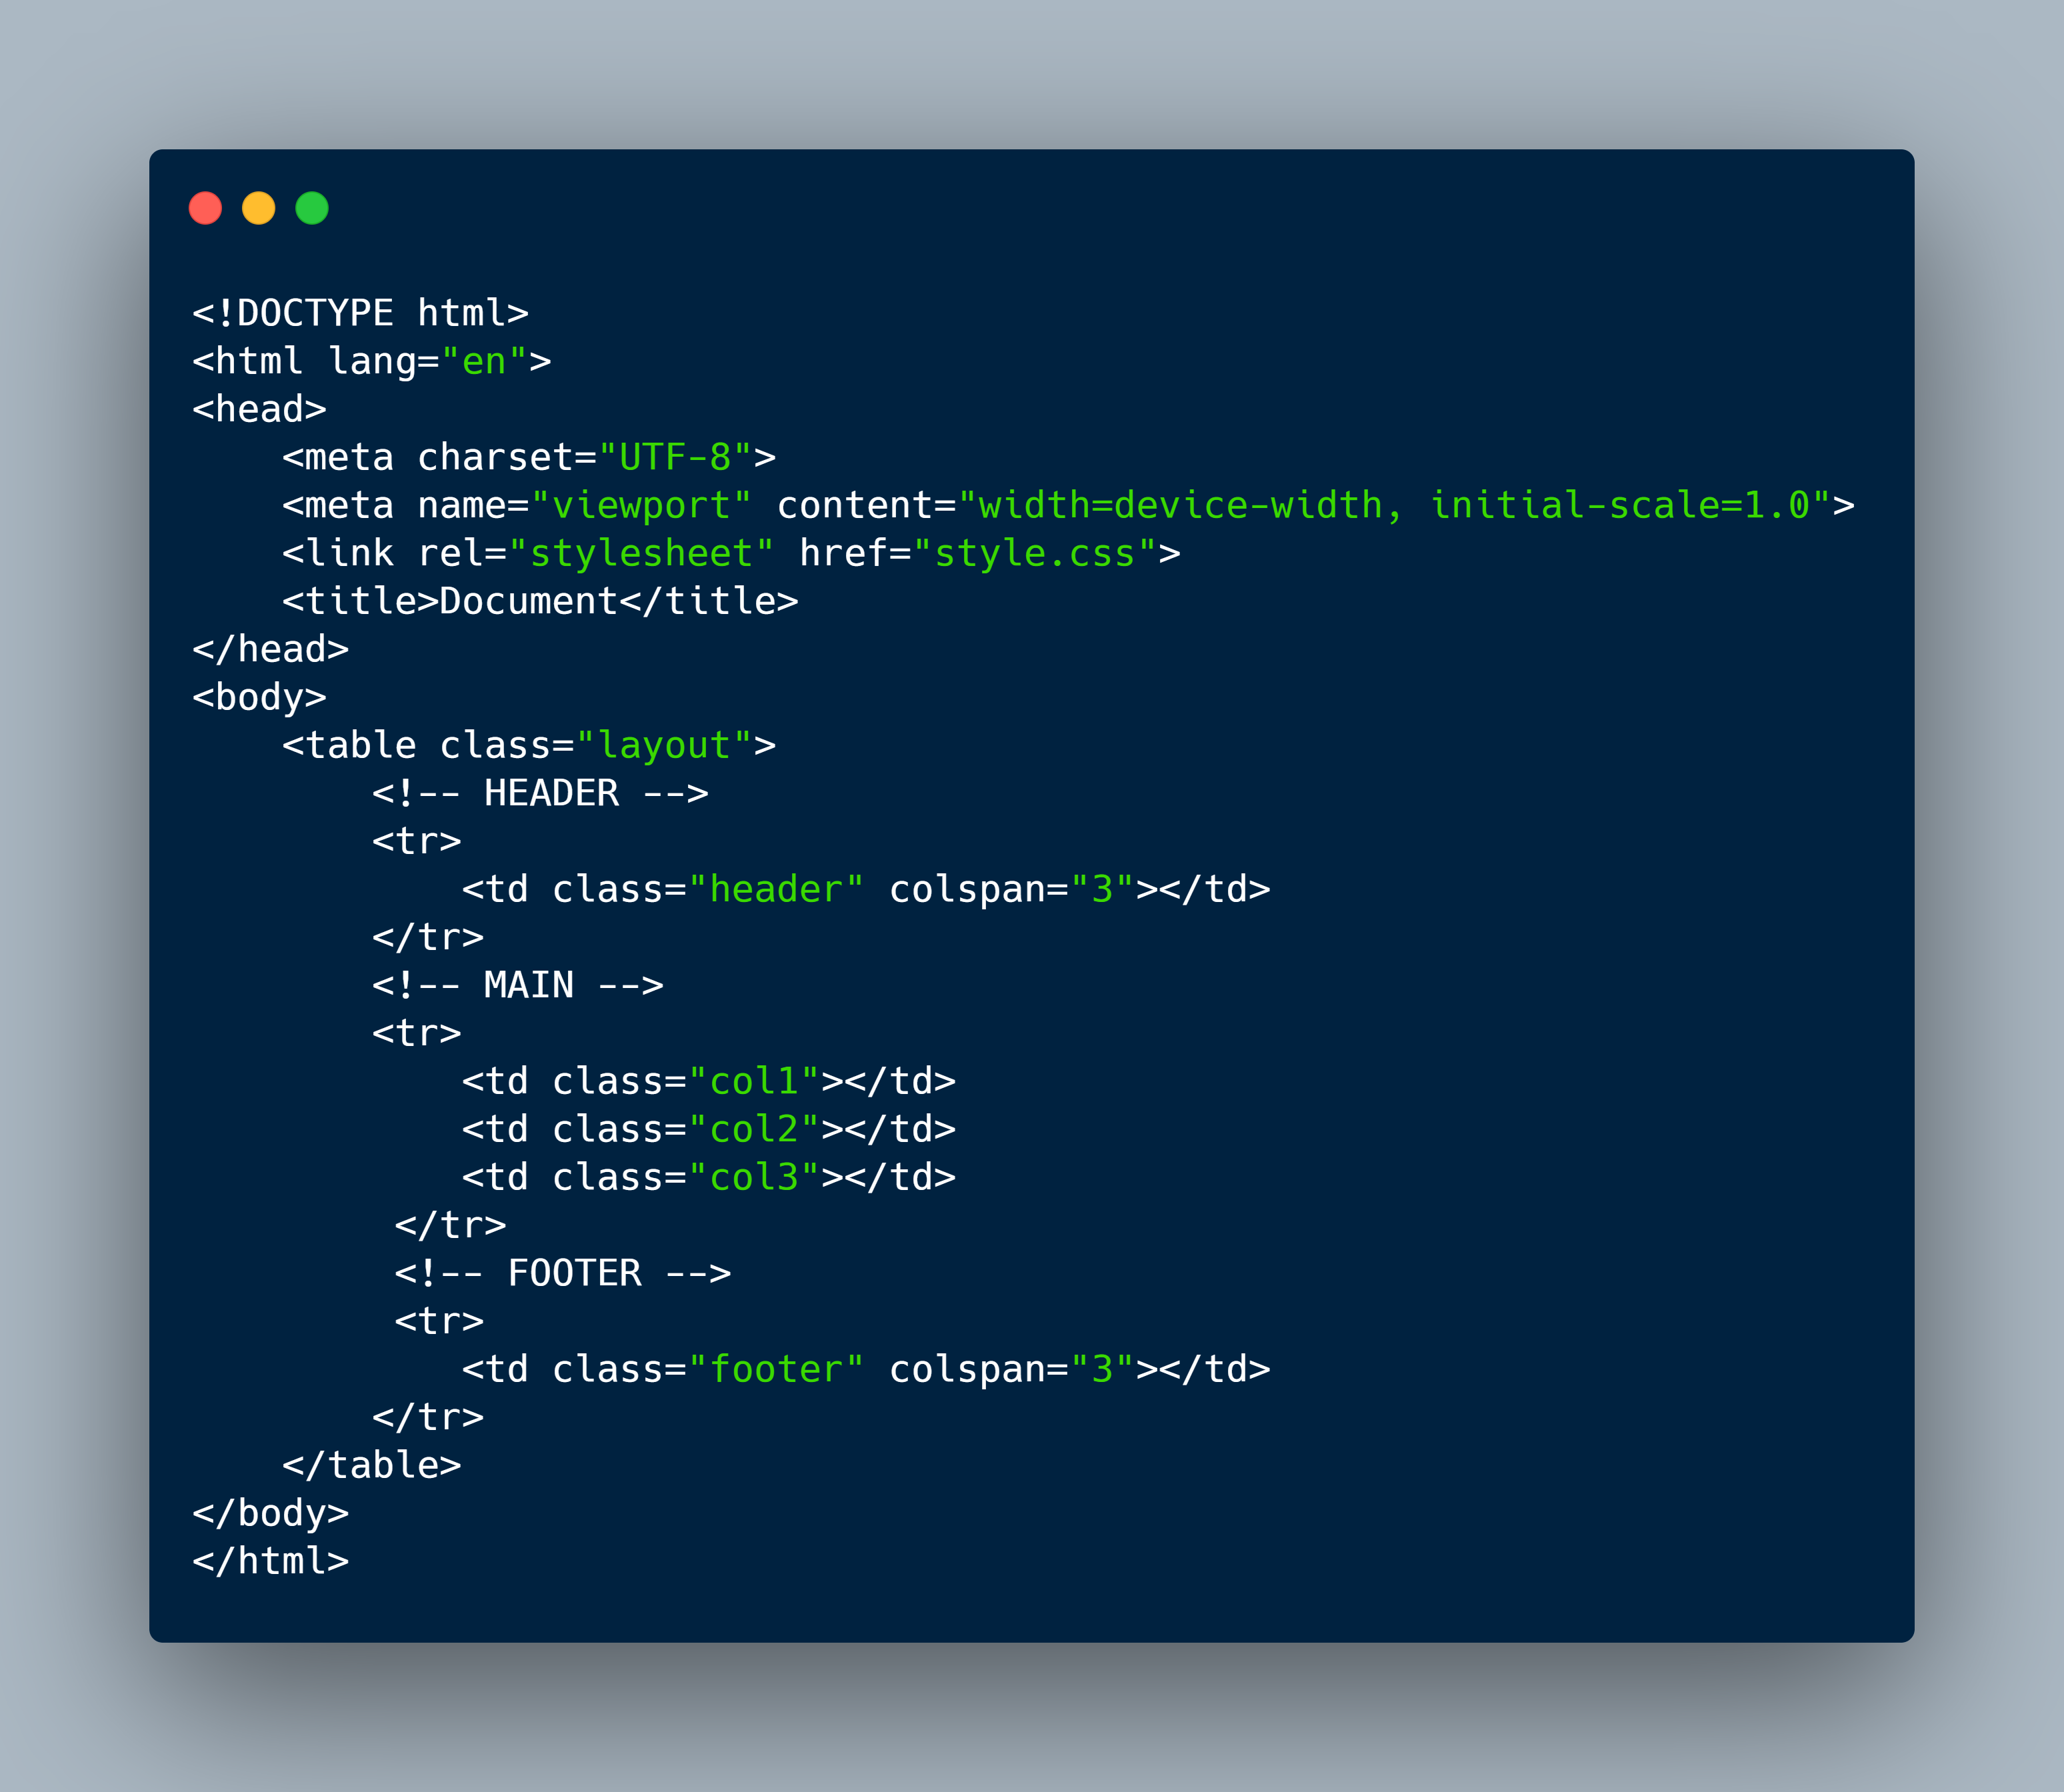 <!DOCTYPE html>
<html lang="en">
<head>
    <meta charset="UTF-8">
    <meta name="viewport" content="width=device-width, initial-scale=1.0">
    <link rel="stylesheet" href="style.css">
    <title>Document</title>
</head>
<body>
    <table class="layout">
        <!-- HEADER -->
        <tr>
            <td class="header" colspan="3"></td>
        </tr>
        <!-- MAIN -->
        <tr>
            <td class="col1"></td>
            <td class="col2"></td>
            <td class="col3"></td>
         </tr>
         <!-- FOOTER -->
         <tr>
            <td class="footer" colspan="3"></td>
        </tr>
    </table>
</body>
</html>